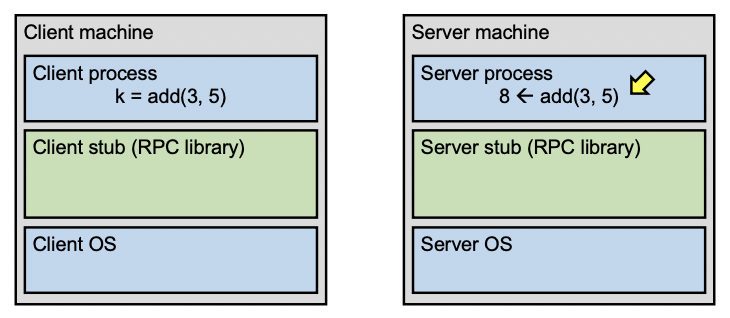 Client machine
Client process
k = add(3, 5)
Client stub (RPC library)
Client OS
Server machine
Server process
8 ← add(3, 5)
Server stub (RPC library)
Server OS